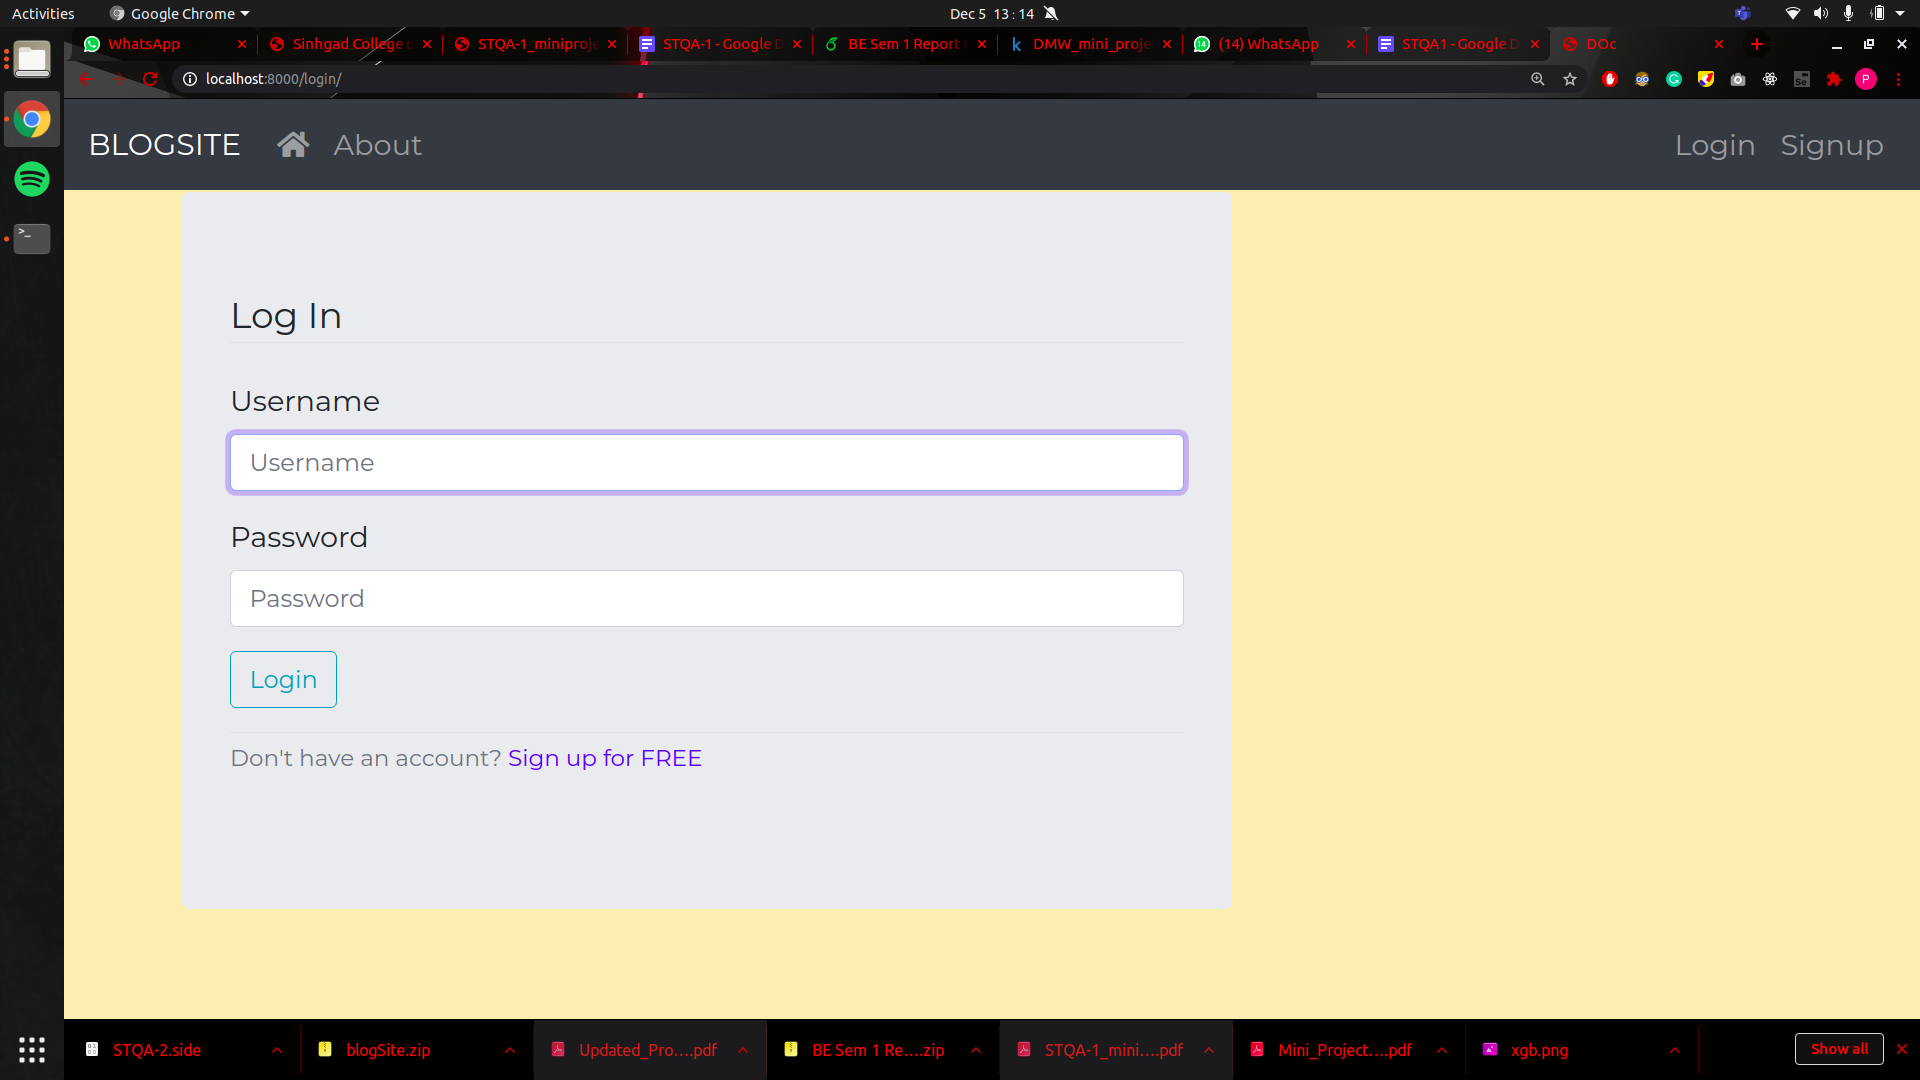 Activities Google Chrome Dec 5 13:14
WhatsApp Sinhgad College o STQA-1_miniproje STQA-1 - Google D BE Sem 1 Report DMW_mini_proje (14) WhatsApp STQA1 - Google D DOc
localhost:8000/login/
BLOGSITE About Login Signup
Log In
Username
Username
Password
Password
Login
Don't have an account? Sign up for FREE
STQA-2.side blogSite.zip Updated_Pro....pdf BE Sem 1 Re....zip STQA-1_mini....pdf Mini_Project....pdf xgb.png Show all